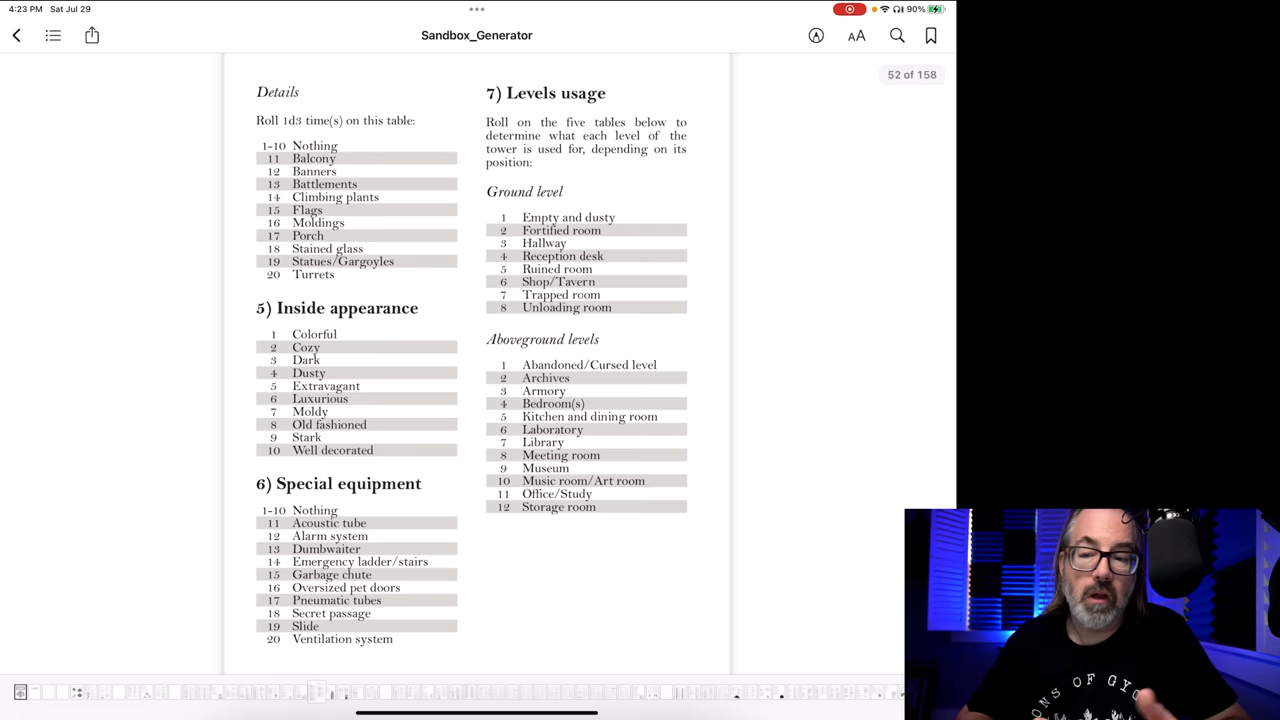 4:23 PM Sat Jul 29
90%
Sandbox_Generator
AA
52 of 158
Details
Roll 1d3 time(s) on this table:
1-10 Nothing
11 Balcony
12 Banners
13 Battlements
14 Climbing plants
15 Flags
16 Moldings
17 Porch
18 Stained glass
19 Statues/Gargoyles
20 Turrets
5) Inside appearance
1 Colorful
2 Cozy
3 Dark
4 Dusty
5 Extravagant
6 Luxurious
7 Moldy
8 Old fashioned
9 Stark
10 Well decorated
6) Special equipment
1-10 Nothing
11 Acoustic tube
12 Alarm system
13 Dumbwaiter
14 Emergency ladder/stairs
15 Garbage chute
16 Oversized pet doors
17 Pneumatic tubes
18 Secret passage
19 Slide
20 Ventilation system
7) Levels usage
Roll on the five tables below to
determine what each level of the
tower is used for, depending on its
position:
Ground level
1 Empty and dusty
2 Fortified room
3 Hallway
4 Reception desk
5 Ruined room
6 Shop/Tavern
7 Trapped room
8 Unloading room
Aboveground levels
1 Abandoned/Cursed level
2 Archives
3 Armory
4 Bedroom(s)
5 Kitchen and dining room
6 Laboratory
7 Library
8 Meeting room
9 Museum
10 Music room/Art room
11 Office/Study
12 Storage room
OF